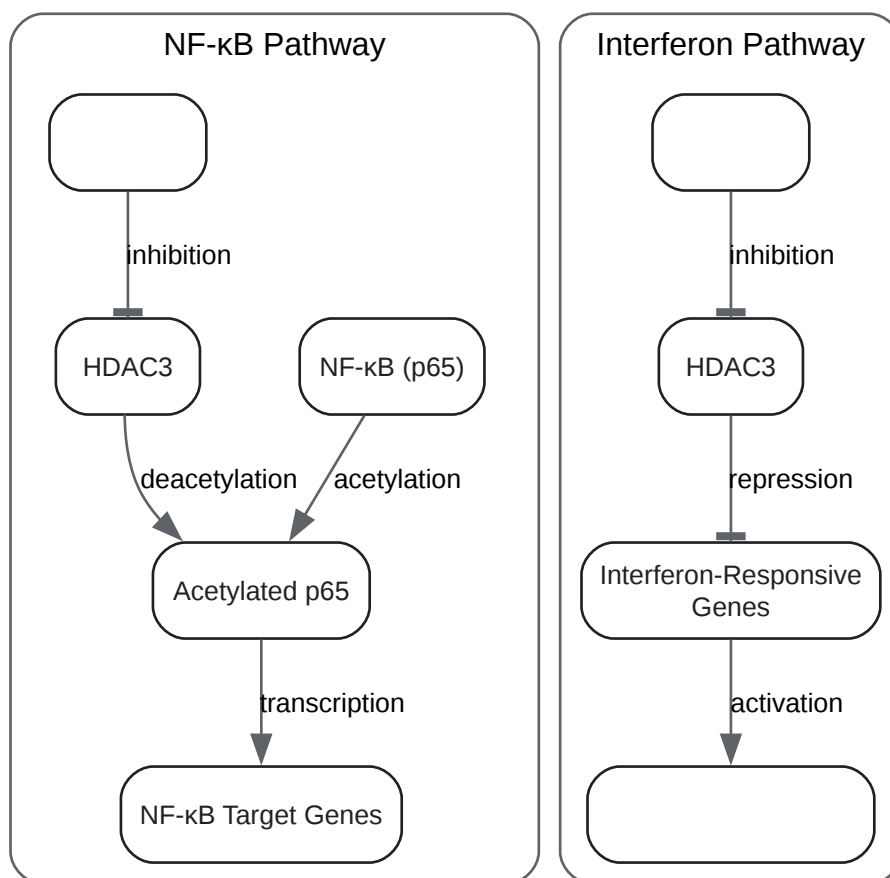 NF-κB Pathway
inhibition
HDAC3
NF-κB (p65)
deacetylation
acetylation
Acetylated p65
transcription
NF-κB Target Genes
Interferon Pathway
inhibition
HDAC3
repression
Interferon-Responsive
Genes
activation